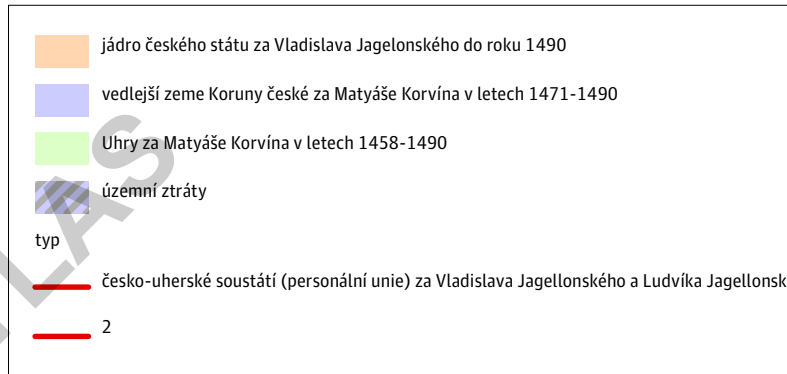 jádro českého státu za Vladislava Jagelonského do roku 1490
vedlejší zeme Koruny české za Matyáše Korvína v letech 1471-1490
Uhry za Matyáše Korvína v letech 1458-1490
územní ztráty
typ
česko-uherské soustátí (personální unie) za Vladislava Jagellonského a Ludvíka Jagellonsk
2
LAS